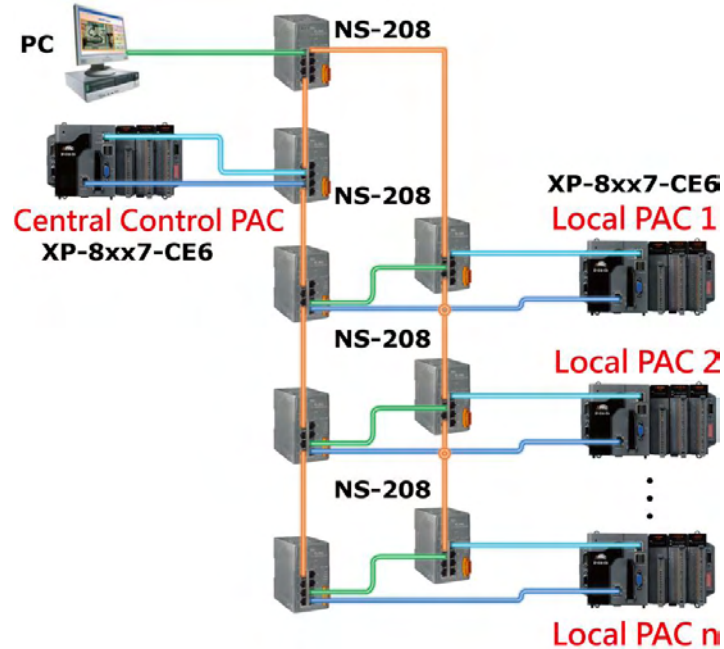 NS-208
PC
NS-208
XP-8xx7-CE6
Central Control PAC
Local PAC 1
XP-8xx7-CE6
NS-208
Local PAC 2
NS-208
Local PAC n